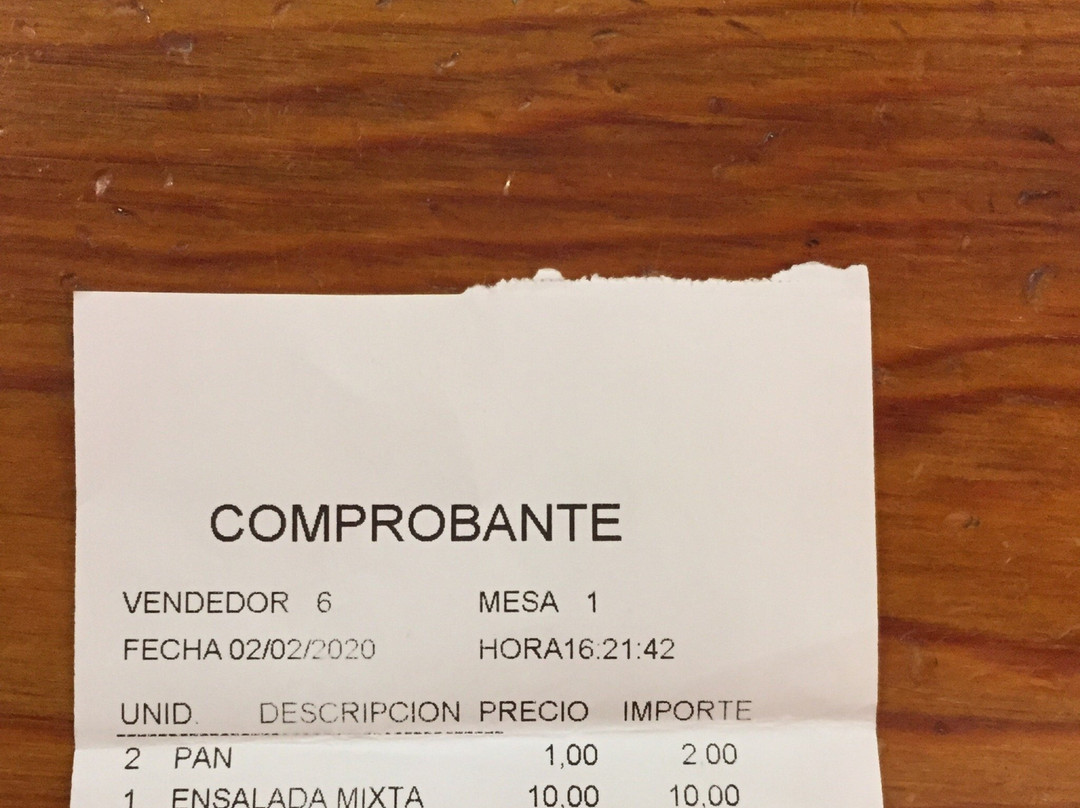 COMPROBANTE
VENDEDOR 6 MESA 1
FECHA 02/02/2020 HORA16:21:42
UNID. DESCRIPCION PRECIO IMPORTE
2 PAN 1,00 2.00
1 ENSALADA MIXTA 10,00 10,00